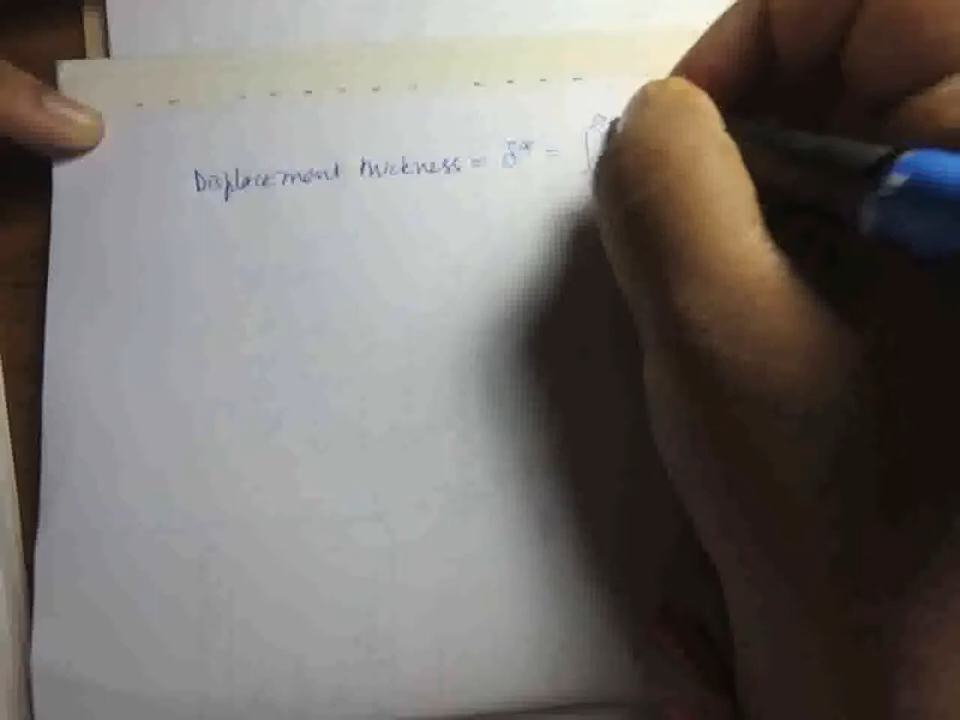 Displacement thickness = δ* = ∫